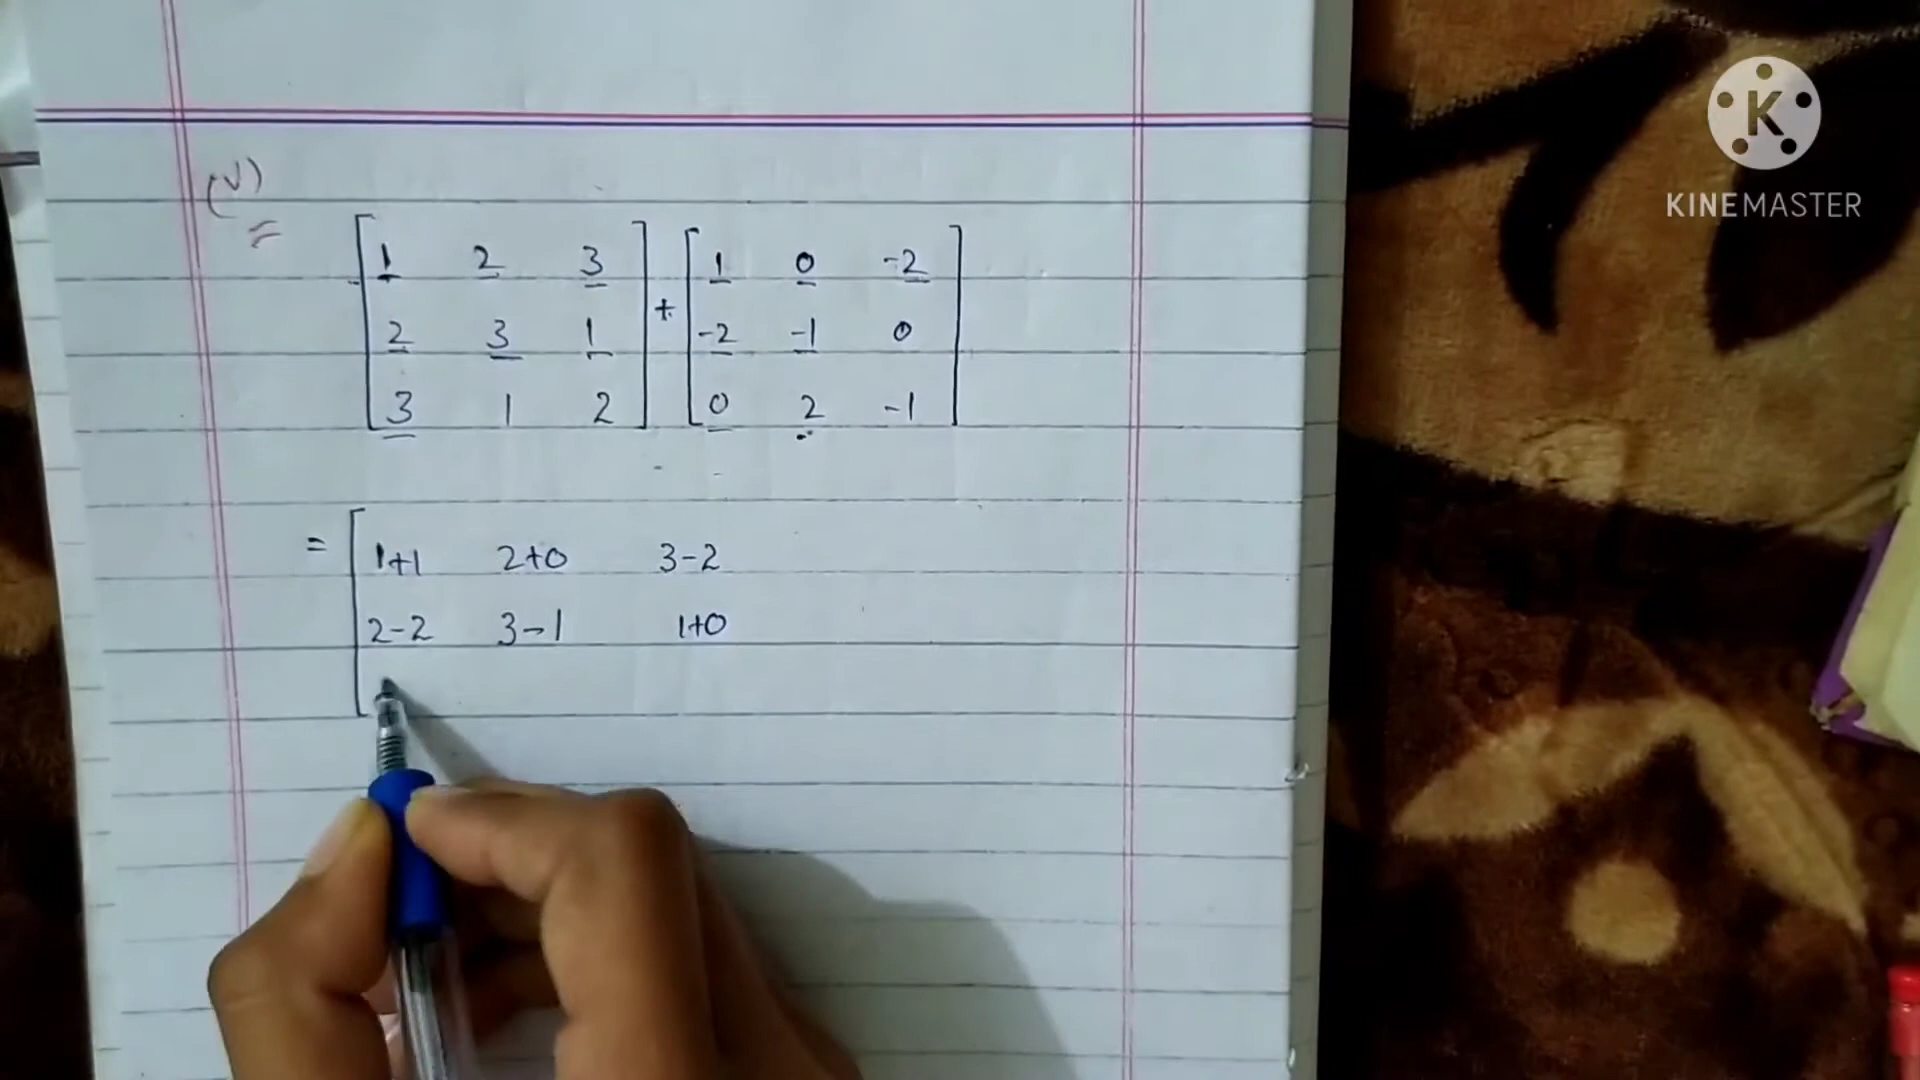 (V)
[1 2 3] + [1 0 -2]
[2 3 1] [-2 -1 0]
[3 1 2] [0 2 -1]
= [1+1 2+0 3-2
2-2 3-1 1+0
K
KINEMASTER